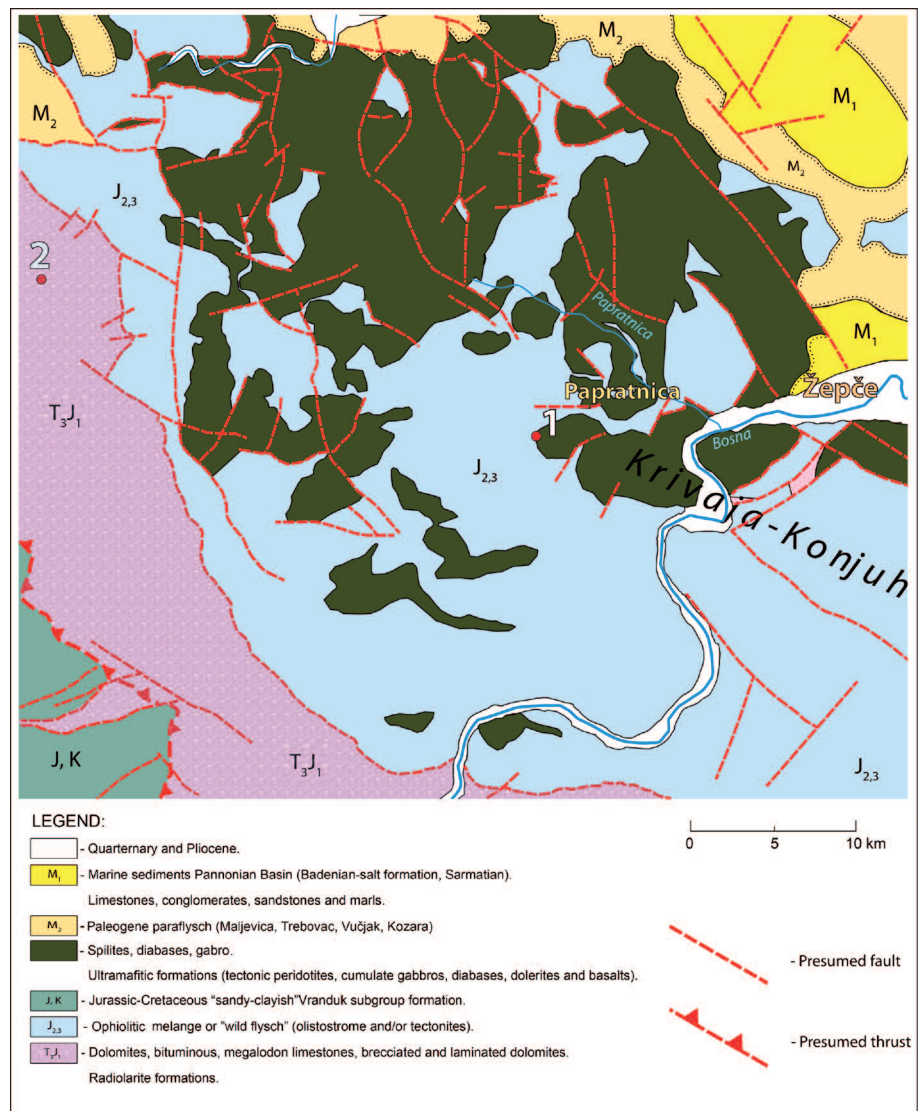 M2
M2
M1
M2
M2
J2,3
2
Papratnica
M1
T3J1
Papratnica
Žepče
1
Bosna
J2,3
Krivaja-Konjuh
J, K
T3J1
J2,3
LEGEND:
- Quarternary and Pliocene.
0 5 10 km
M1 - Marine sediments Pannonian Basin (Badenian-salt formation, Sarmatian).
Limestones, conglomerates, sandstones and marls.
M2 - Paleogene paraflysch (Maljevica, Trebovac, Vučjak, Kozara)
- Spilites, diabases, gabro.
- Presumed fault
Ultramafitic formations (tectonic peridotites, cumulate gabbros, diabases, dolerites and basalts).
J, K - Jurassic-Cretaceous "sandy-clayish"Vranduk subgroup formation.
J2,3 - Ophiolitic melange or "wild flysch" (olistostrome and/or tectonites).
- Presumed thrust
T3J1 - Dolomites, bituminous, megalodon limestones, brecciated and laminated dolomites.
Radiolarite formations.